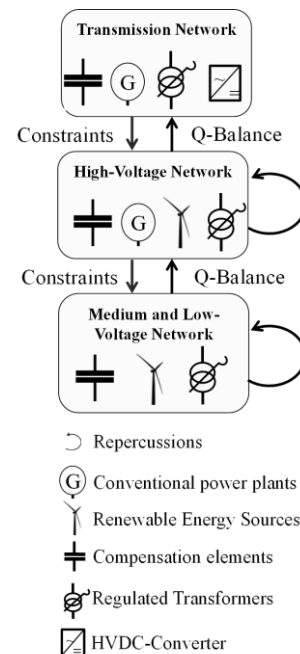 Transmission Network
G
Constraints Q-Balance
High-Voltage Network
G
Constraints Q-Balance
Medium and Low-
Voltage Network
Repercussions
G Conventional power plants
Renewable Energy Sources
Compensation elements
Regulated Transformers
HVDC-Converter